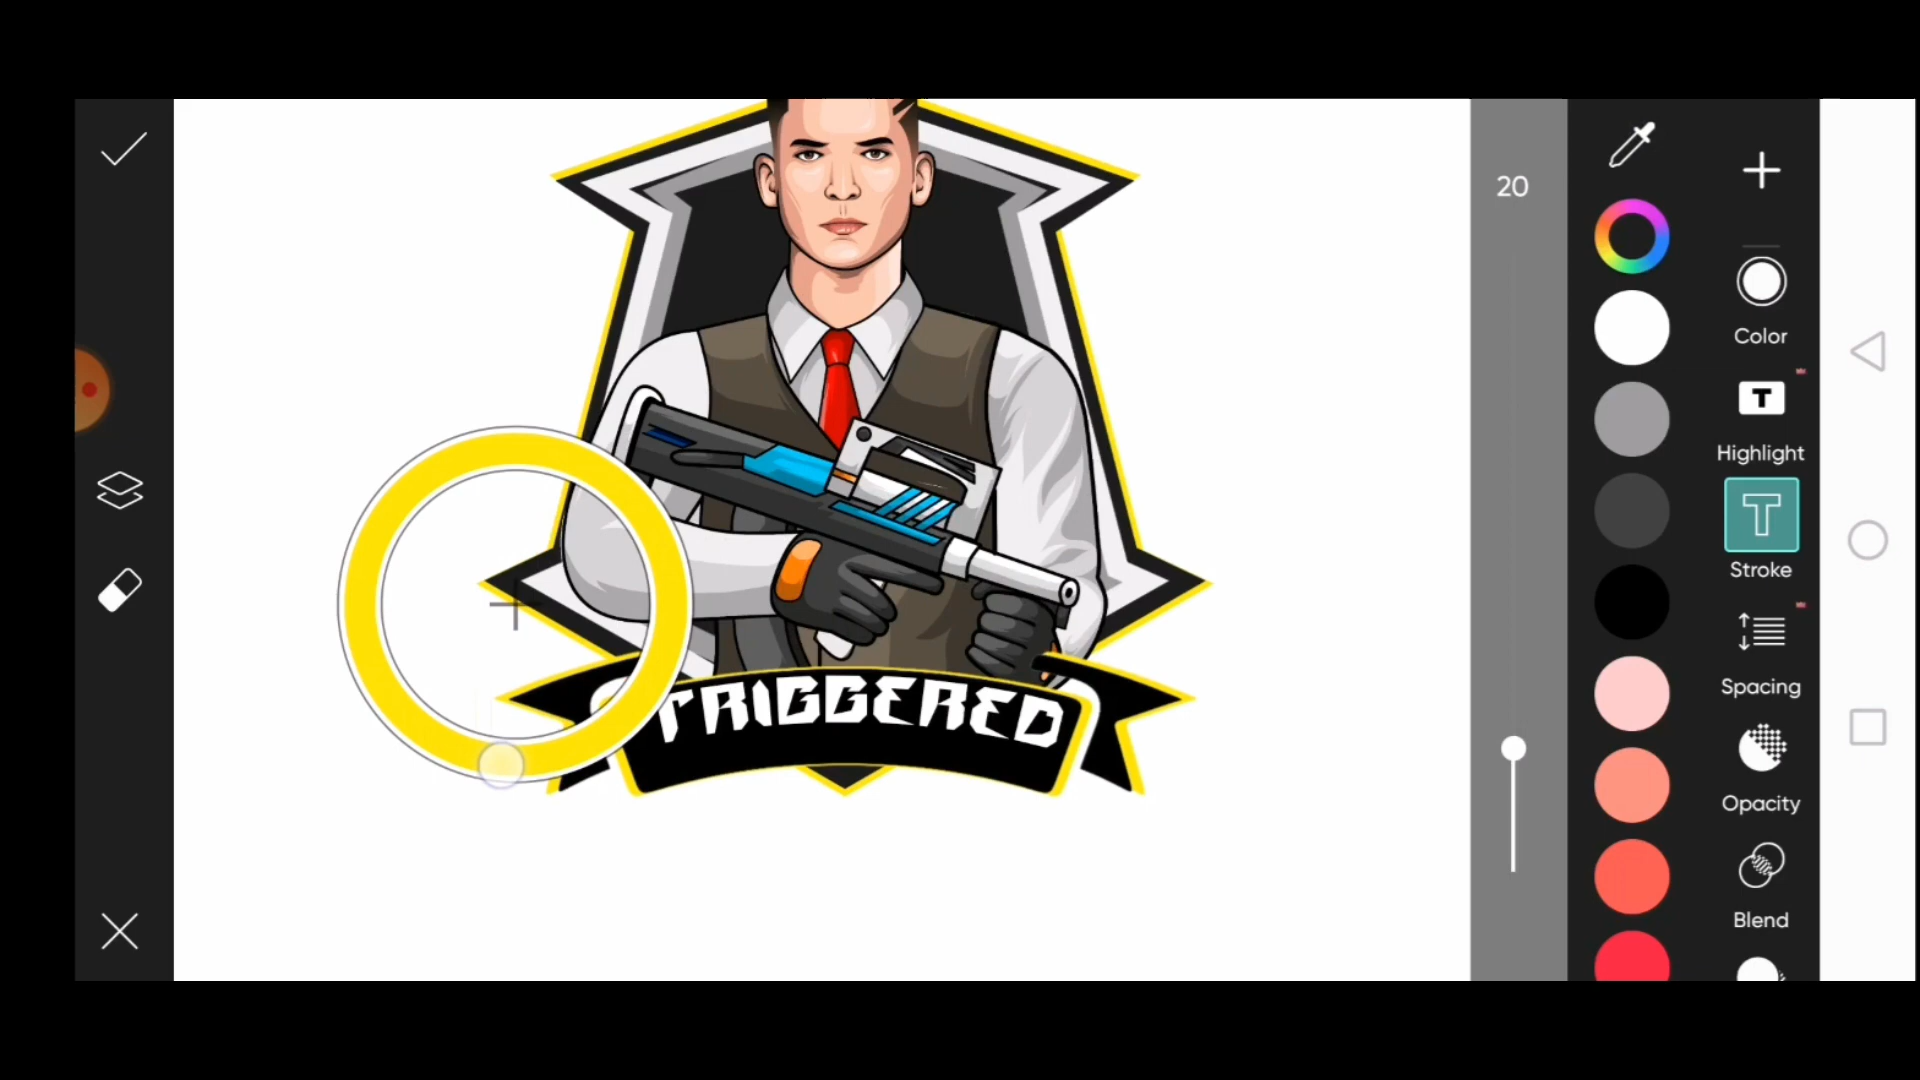 20
Color
T
Highlight
T
Stroke
Spacing
Opacity
Blend
TRIGGERED